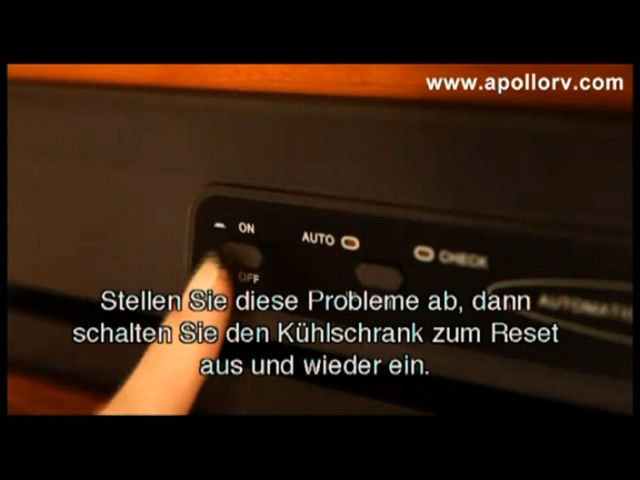 www.apollorv.com
ON
AUTO
CHECK
OFF
Stellen Sie diese Probleme ab, dann
schalten Sie den Kühlschrank zum Reset
aus und wieder ein.